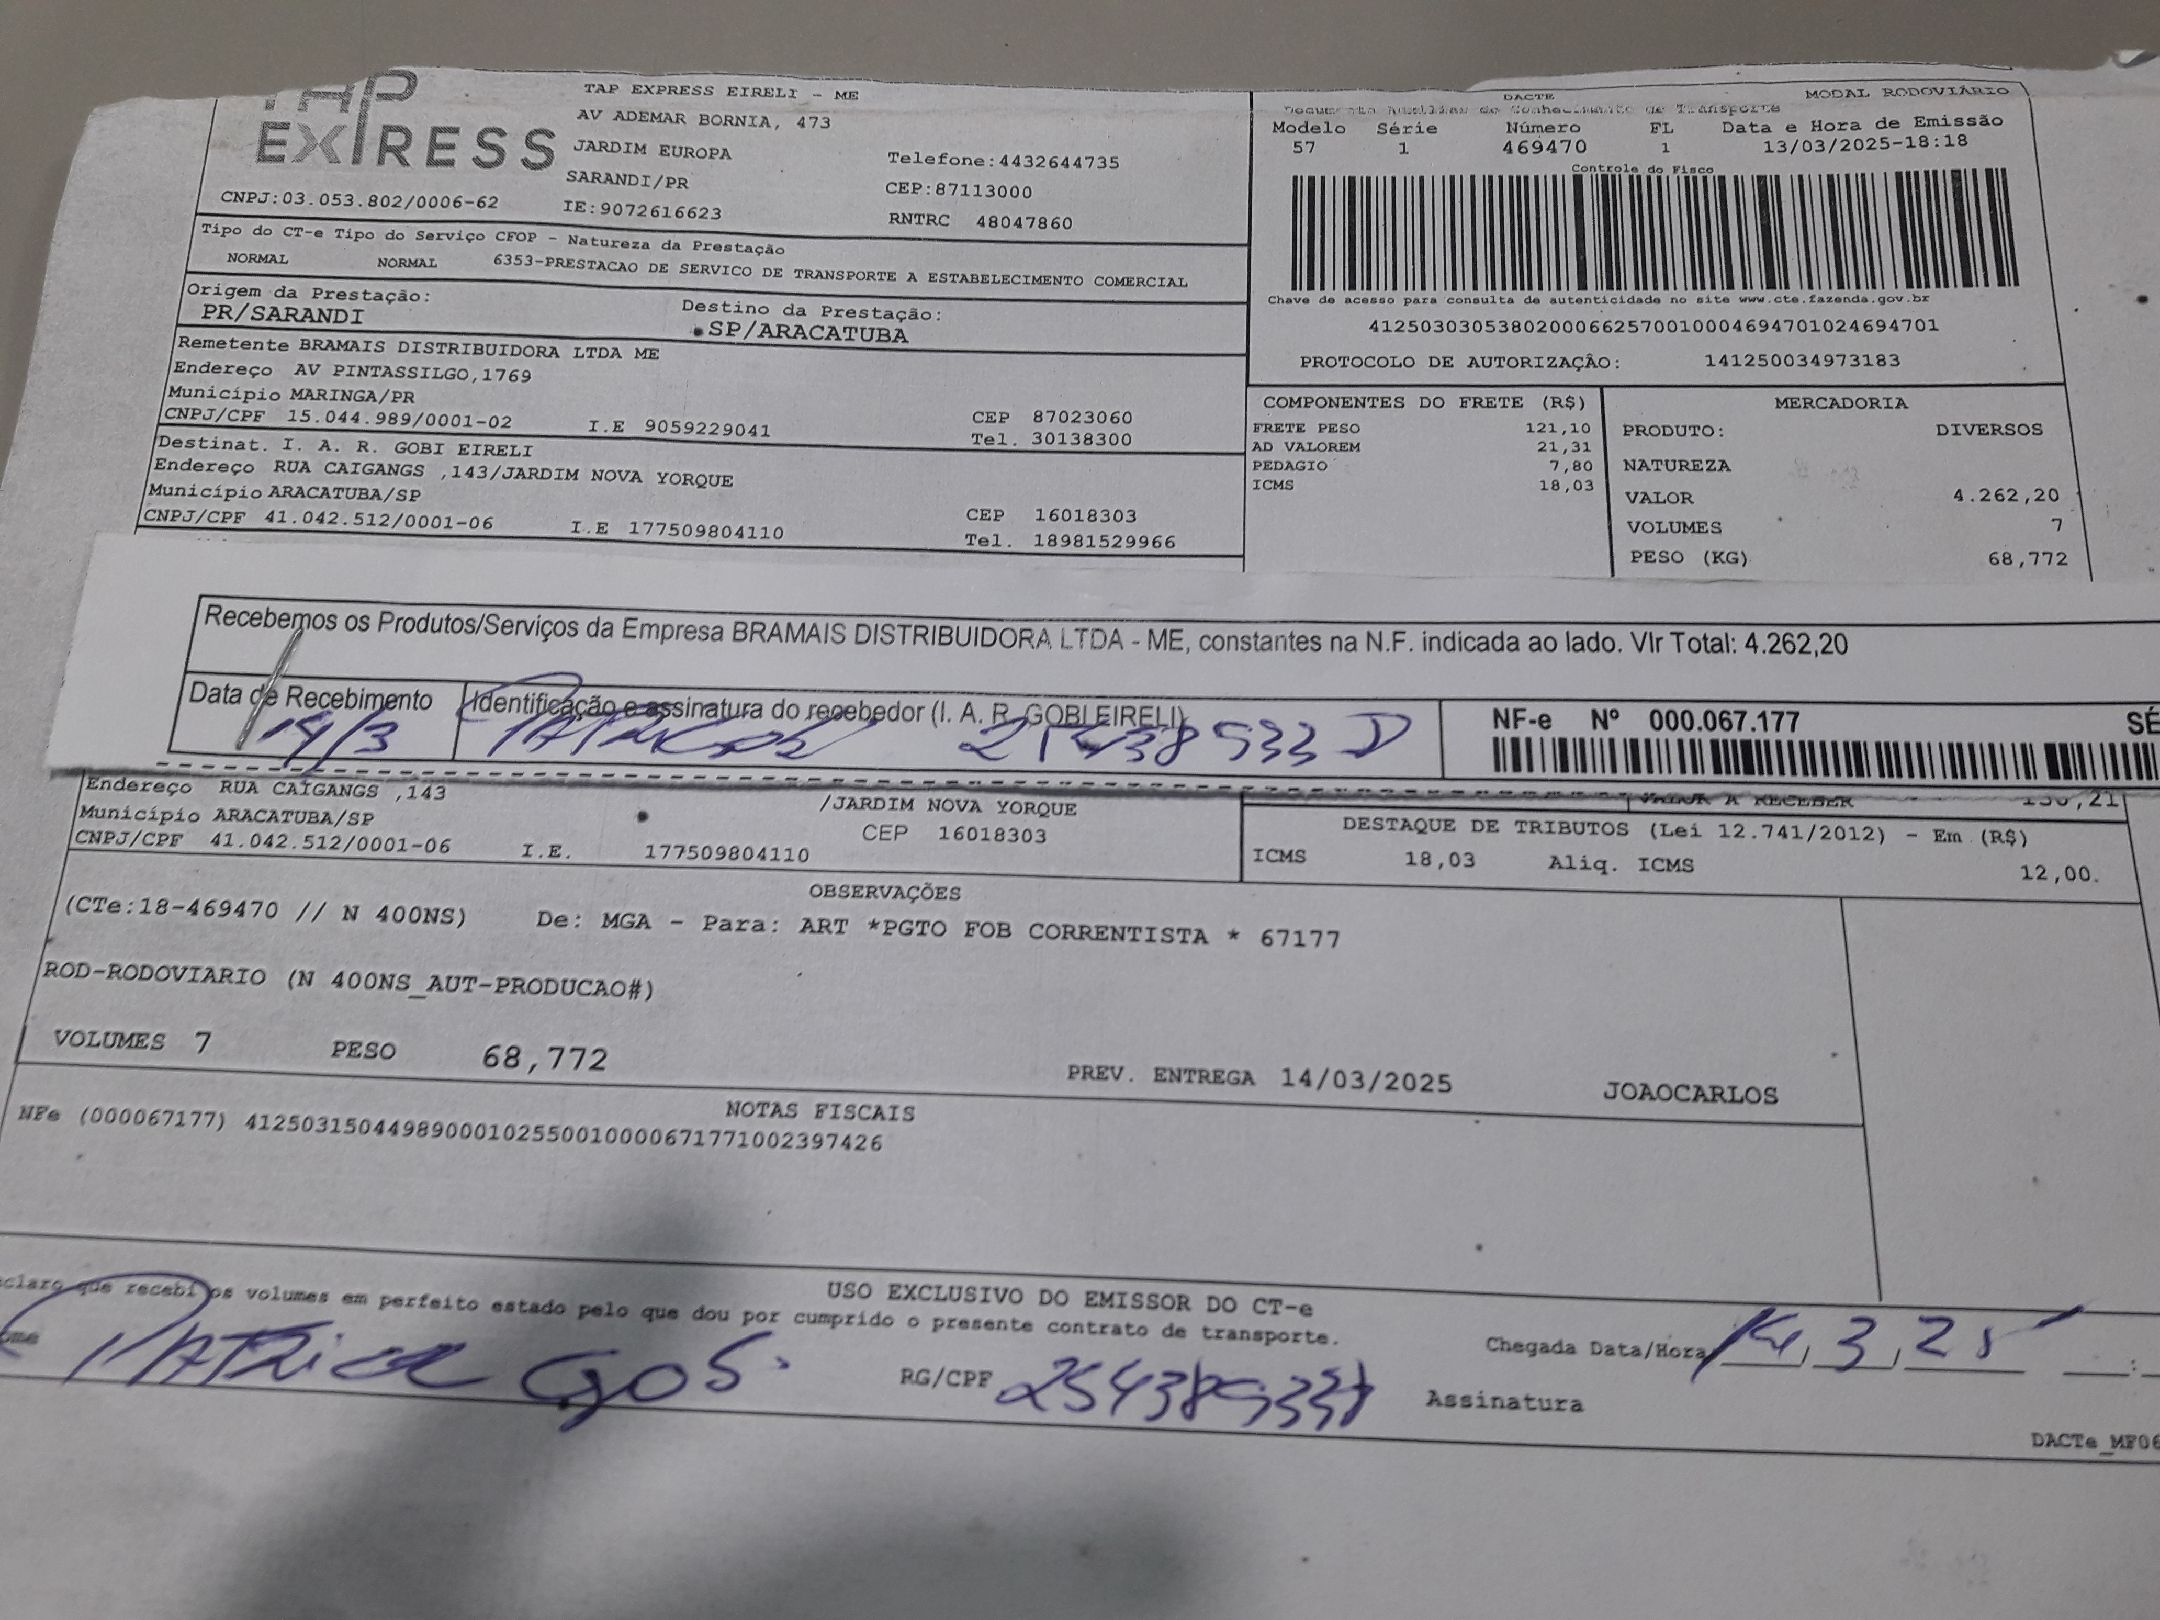 TAP EXPRESS
TAP EXPRESS EIRELI - ME
AV ADEMAR BORNIA, 473
JARDIM EUROPA
SARANDI/PR
IE:9072616623
Telefone:4432644735
CEP:87113000
RNTRC 48047860
CNPJ:03.053.802/0006-62
DACTE
MODAL RODOVIÁRIO
Documento Auxiliar do Conhecimento de Transporte
Modelo Série Número FL Data e Hora de Emissão
57 1 469470 1 13/03/2025-18:18
Controle do Fisco
Tipo do CT-e Tipo do Serviço CFOP - Natureza da Prestação
NORMAL NORMAL 6353-PRESTACAO DE SERVICO DE TRANSPORTE A ESTABELECIMENTO COMERCIAL
Chave de acesso para consulta de autenticidade no site www.cte.fazenda.gov.br
41250303053802000662570010004694701024694701
PROTOCOLO DE AUTORIZAÇÂO: 141250034973183
Origem da Prestação: Destino da Prestação:
PR/SARANDI SP/ARACATUBA
Remetente BRAMAIS DISTRIBUIDORA LTDA ME
Endereço AV PINTASSILGO,1769
Município MARINGA/PR
CNPJ/CPF 15.044.989/0001-02 I.E 9059229041
CEP 87023060
Tel. 30138300
Destinat. I. A. R. GOBI EIRELI
Endereço RUA CAIGANGS ,143/JARDIM NOVA YORQUE
Município ARACATUBA/SP
CNPJ/CPF 41.042.512/0001-06 I.E 177509804110
CEP 16018303
Tel. 18981529966
COMPONENTES DO FRETE (R$)
FRETE PESO 121,10
AD VALOREM 21,31
PEDAGIO 7,80
ICMS 18,03
MERCADORIA
PRODUTO: DIVERSOS
NATUREZA
VALOR 4.262,20
VOLUMES 7
PESO (KG) 68,772
Recebemos os Produtos/Serviços da Empresa BRAMAIS DISTRIBUIDORA LTDA - ME, constantes na N.F. indicada ao lado. Vlr Total: 4.262,20
Data de Recebimento
14/3
Identificação e assinatura do recebedor (I. A. R. GOBI EIRELI)
NF-e Nº 000.067.177 SÉ
Endereço RUA CAIGANGS ,143 /JARDIM NOVA YORQUE
Município ARACATUBA/SP CEP 16018303
CNPJ/CPF 41.042.512/0001-06 I.E. 177509804110
VALOR A RECEBER
DESTAQUE DE TRIBUTOS (Lei 12.741/2012) - Em (R$)
ICMS 18,03 Aliq. ICMS 12,00.
OBSERVAÇÕES
(CTe:18-469470 // N 400NS) De: MGA - Para: ART *PGTO FOB CORRENTISTA * 67177
ROD-RODOVIARIO (N 400NS_AUT-PRODUCAO#)
VOLUMES 7 PESO 68,772 PREV. ENTREGA 14/03/2025 JOAOCARLOS
NOTAS FISCAIS
NFe (000067177) 41250315044989000102550010000671771002397426
USO EXCLUSIVO DO EMISSOR DO CT-e
que recebi os volumes em perfeito estado pelo que dou por cumprido o presente contrato de transporte.
Chegada Data/Hora 14, 3, 25
RG/CPF
Assinatura
DACTe_MF06